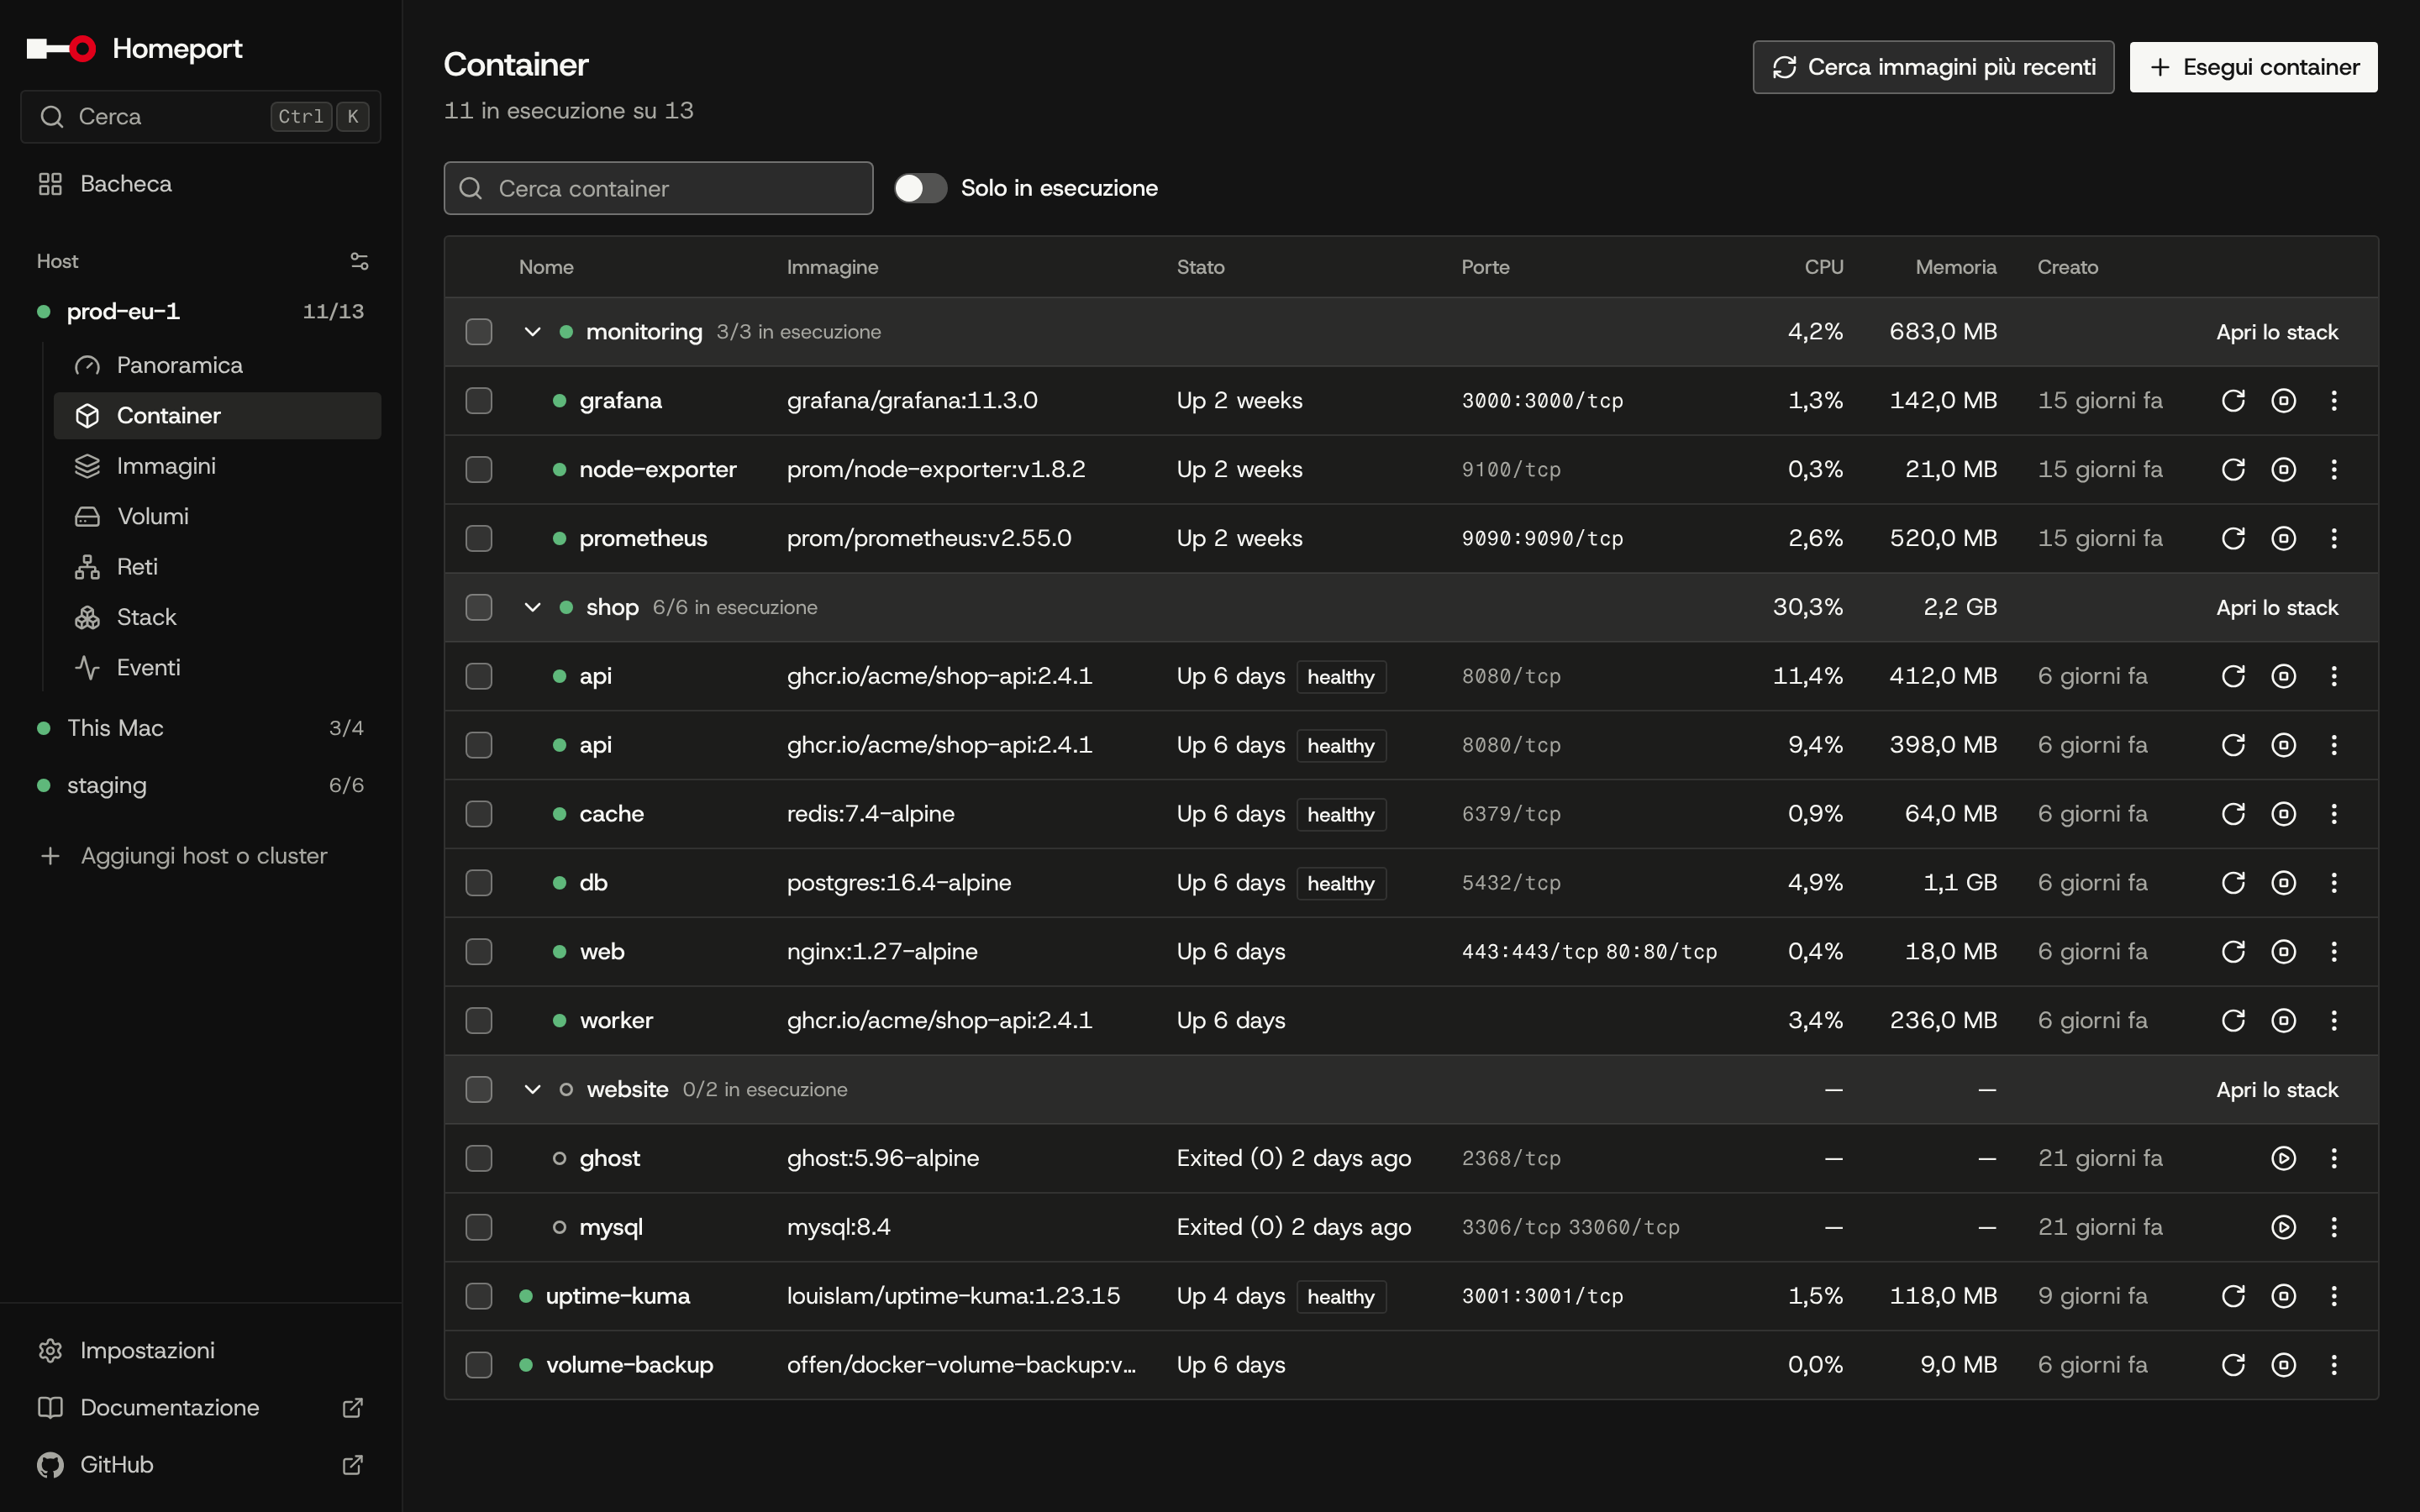 Homeport
Cerca Ctrl K
Bacheca
Host
prod-eu-1 11/13
Panoramica
Container
Immagini
Volumi
Reti
Stack
Eventi
This Mac 3/4
staging 6/6
Aggiungi host o cluster
Impostazioni
Documentazione
GitHub
Container
11 in esecuzione su 13
Cerca immagini più recenti
Esegui container
Cerca container
Solo in esecuzione
Nome Immagine Stato Porte CPU Memoria Creato
monitoring 3/3 in esecuzione 4,2% 683,0 MB Apri lo stack
grafana grafana/grafana:11.3.0 Up 2 weeks 3000:3000/tcp 1,3% 142,0 MB 15 giorni fa
node-exporter prom/node-exporter:v1.8.2 Up 2 weeks 9100/tcp 0,3% 21,0 MB 15 giorni fa
prometheus prom/prometheus:v2.55.0 Up 2 weeks 9090:9090/tcp 2,6% 520,0 MB 15 giorni fa
shop 6/6 in esecuzione 30,3% 2,2 GB Apri lo stack
api ghcr.io/acme/shop-api:2.4.1 Up 6 days healthy 8080/tcp 11,4% 412,0 MB 6 giorni fa
api ghcr.io/acme/shop-api:2.4.1 Up 6 days healthy 8080/tcp 9,4% 398,0 MB 6 giorni fa
cache redis:7.4-alpine Up 6 days healthy 6379/tcp 0,9% 64,0 MB 6 giorni fa
db postgres:16.4-alpine Up 6 days healthy 5432/tcp 4,9% 1,1 GB 6 giorni fa
web nginx:1.27-alpine Up 6 days 443:443/tcp 80:80/tcp 0,4% 18,0 MB 6 giorni fa
worker ghcr.io/acme/shop-api:2.4.1 Up 6 days 3,4% 236,0 MB 6 giorni fa
website 0/2 in esecuzione — — Apri lo stack
ghost ghost:5.96-alpine Exited (0) 2 days ago 2368/tcp — — 21 giorni fa
mysql mysql:8.4 Exited (0) 2 days ago 3306/tcp 33060/tcp — — 21 giorni fa
uptime-kuma louislam/uptime-kuma:1.23.15 Up 4 days healthy 3001:3001/tcp 1,5% 118,0 MB 9 giorni fa
volume-backup offen/docker-volume-backup:v… Up 6 days 0,0% 9,0 MB 6 giorni fa